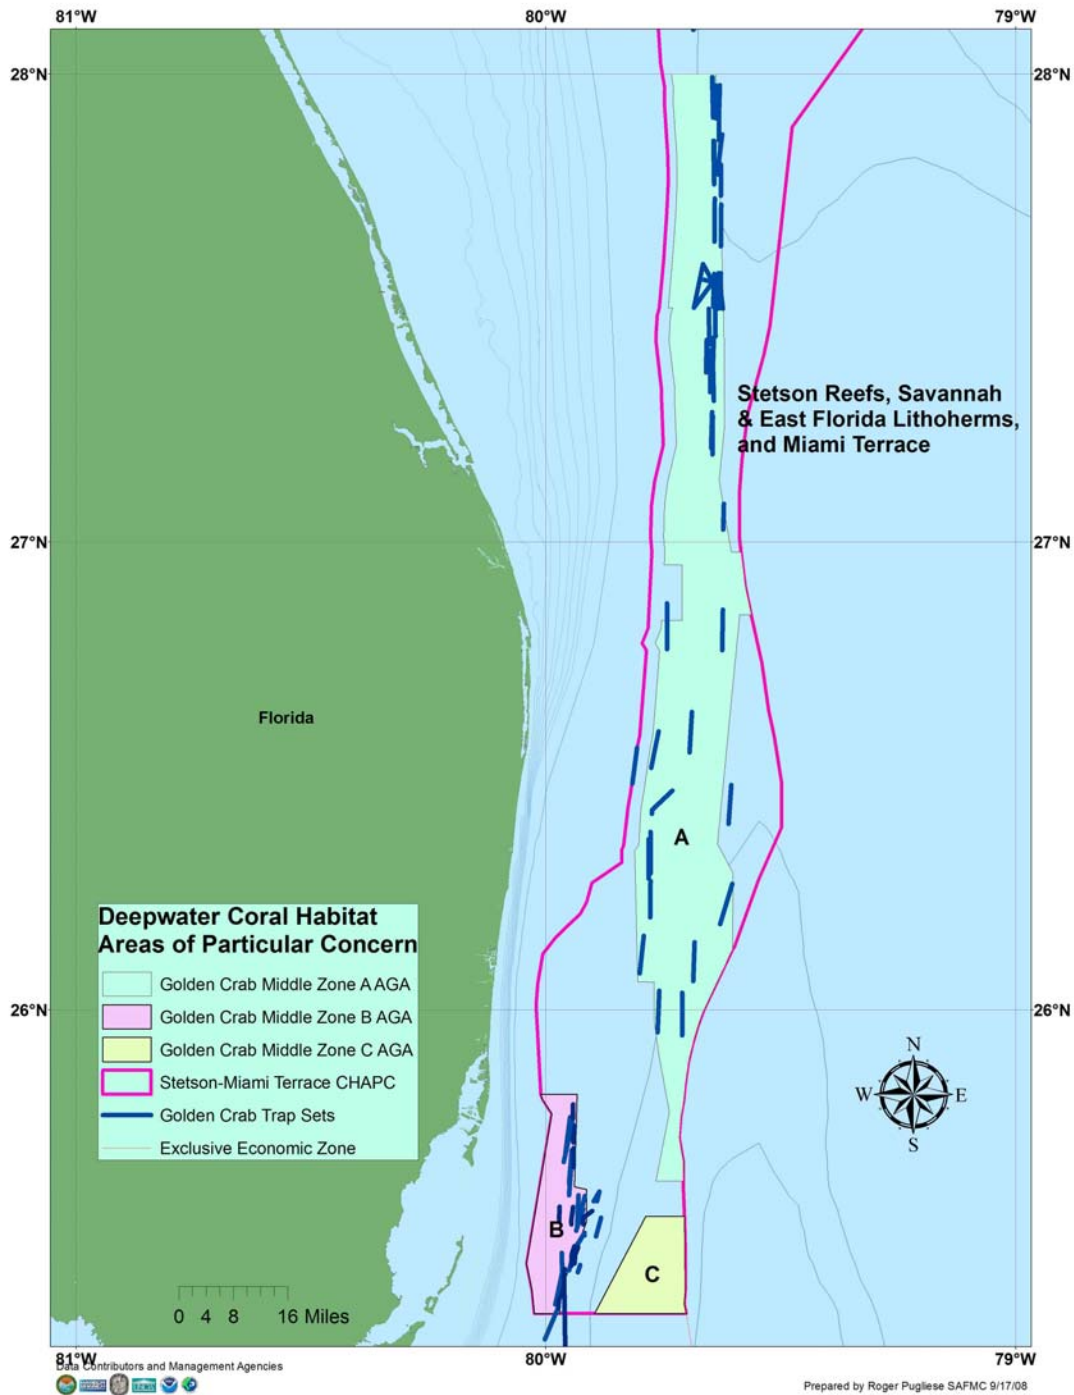 81°W 80°W 79°W
28°N 28°N
Stetson Reefs, Savannah
& East Florida Lithoherms,
and Miami Terrace
27°N 27°N
Florida
A
Deepwater Coral Habitat
Areas of Particular Concern
Golden Crab Middle Zone A AGA
Golden Crab Middle Zone B AGA
Golden Crab Middle Zone C AGA
Stetson-Miami Terrace CHAPC
Golden Crab Trap Sets
Exclusive Economic Zone
26°N 26°N
N
W E
S
B
C
0 4 8 16 Miles
81°W 80°W 79°W
Data Contributors and Management Agencies
Prepared by Roger Pugliese SAFMC 9/17/08